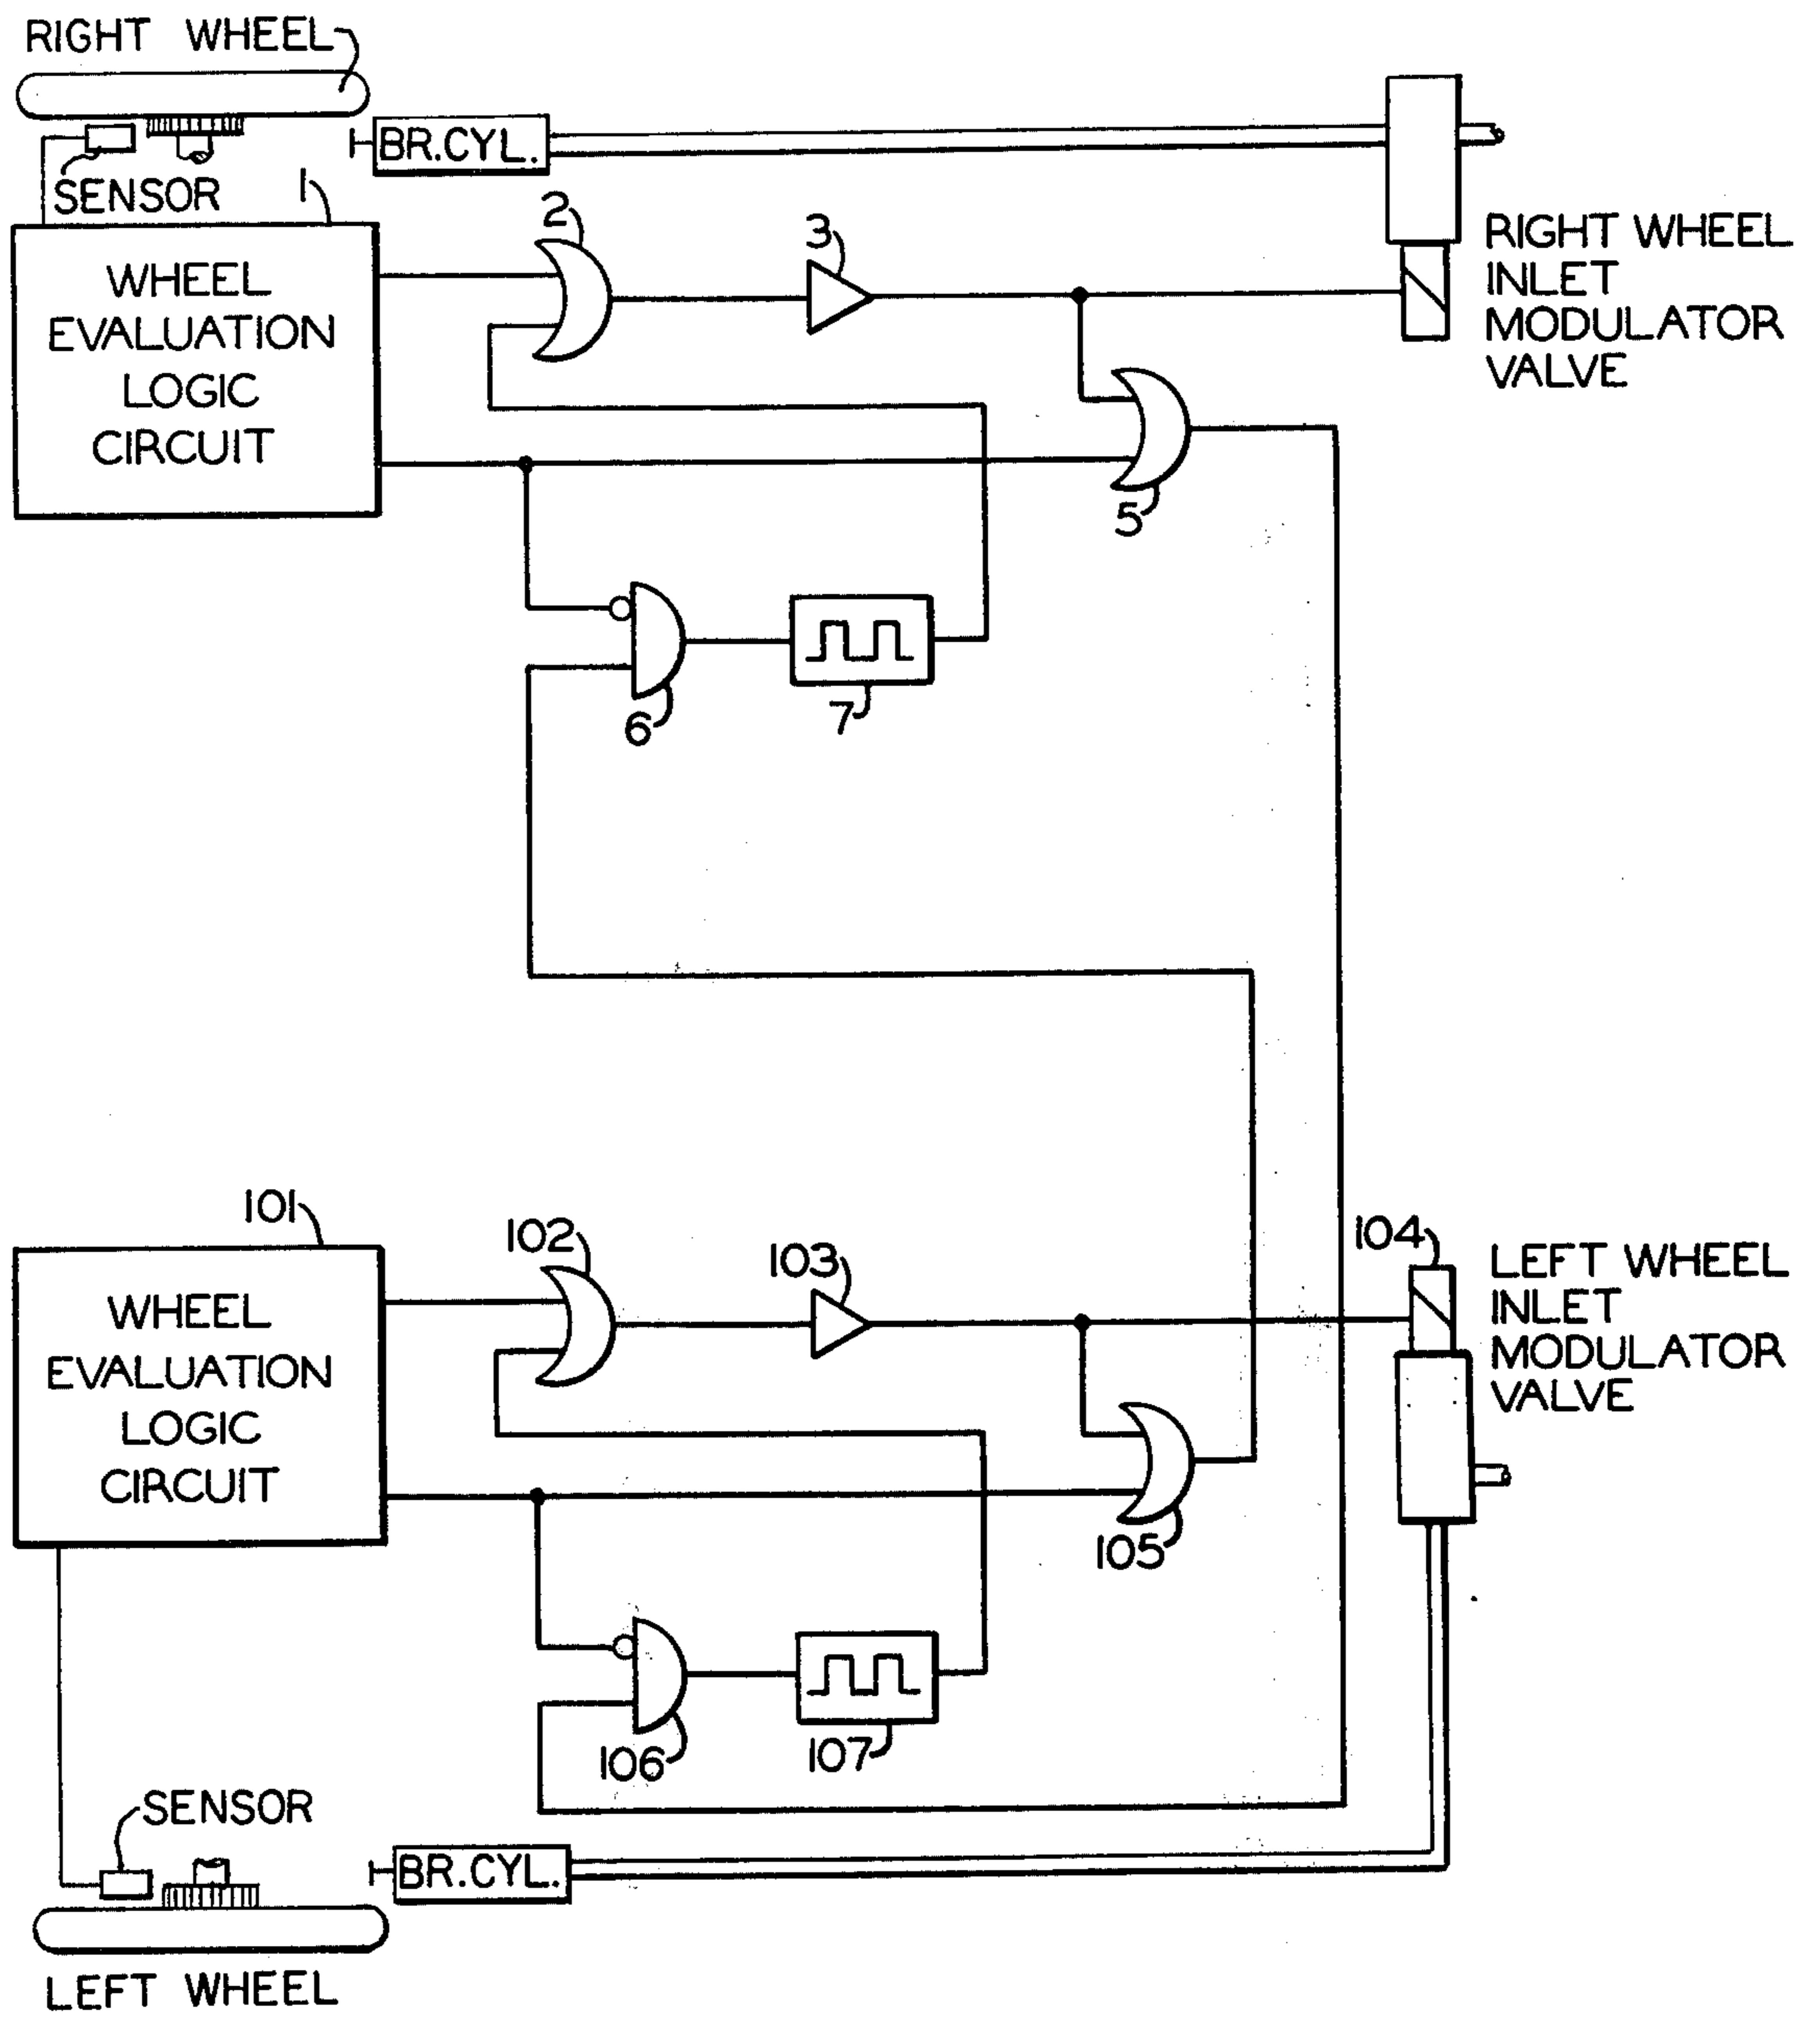 RIGHT WHEEL
BR.CYL.
SENSOR
1
2
3
RIGHT WHEEL
INLET
MODULATOR
VALVE
WHEEL
EVALUATION
LOGIC
CIRCUIT
5
6
7
101
102
103
104
LEFT WHEEL
INLET
MODULATOR
VALVE
WHEEL
EVALUATION
LOGIC
CIRCUIT
105
106
107
SENSOR
BR.CYL.
LEFT WHEEL